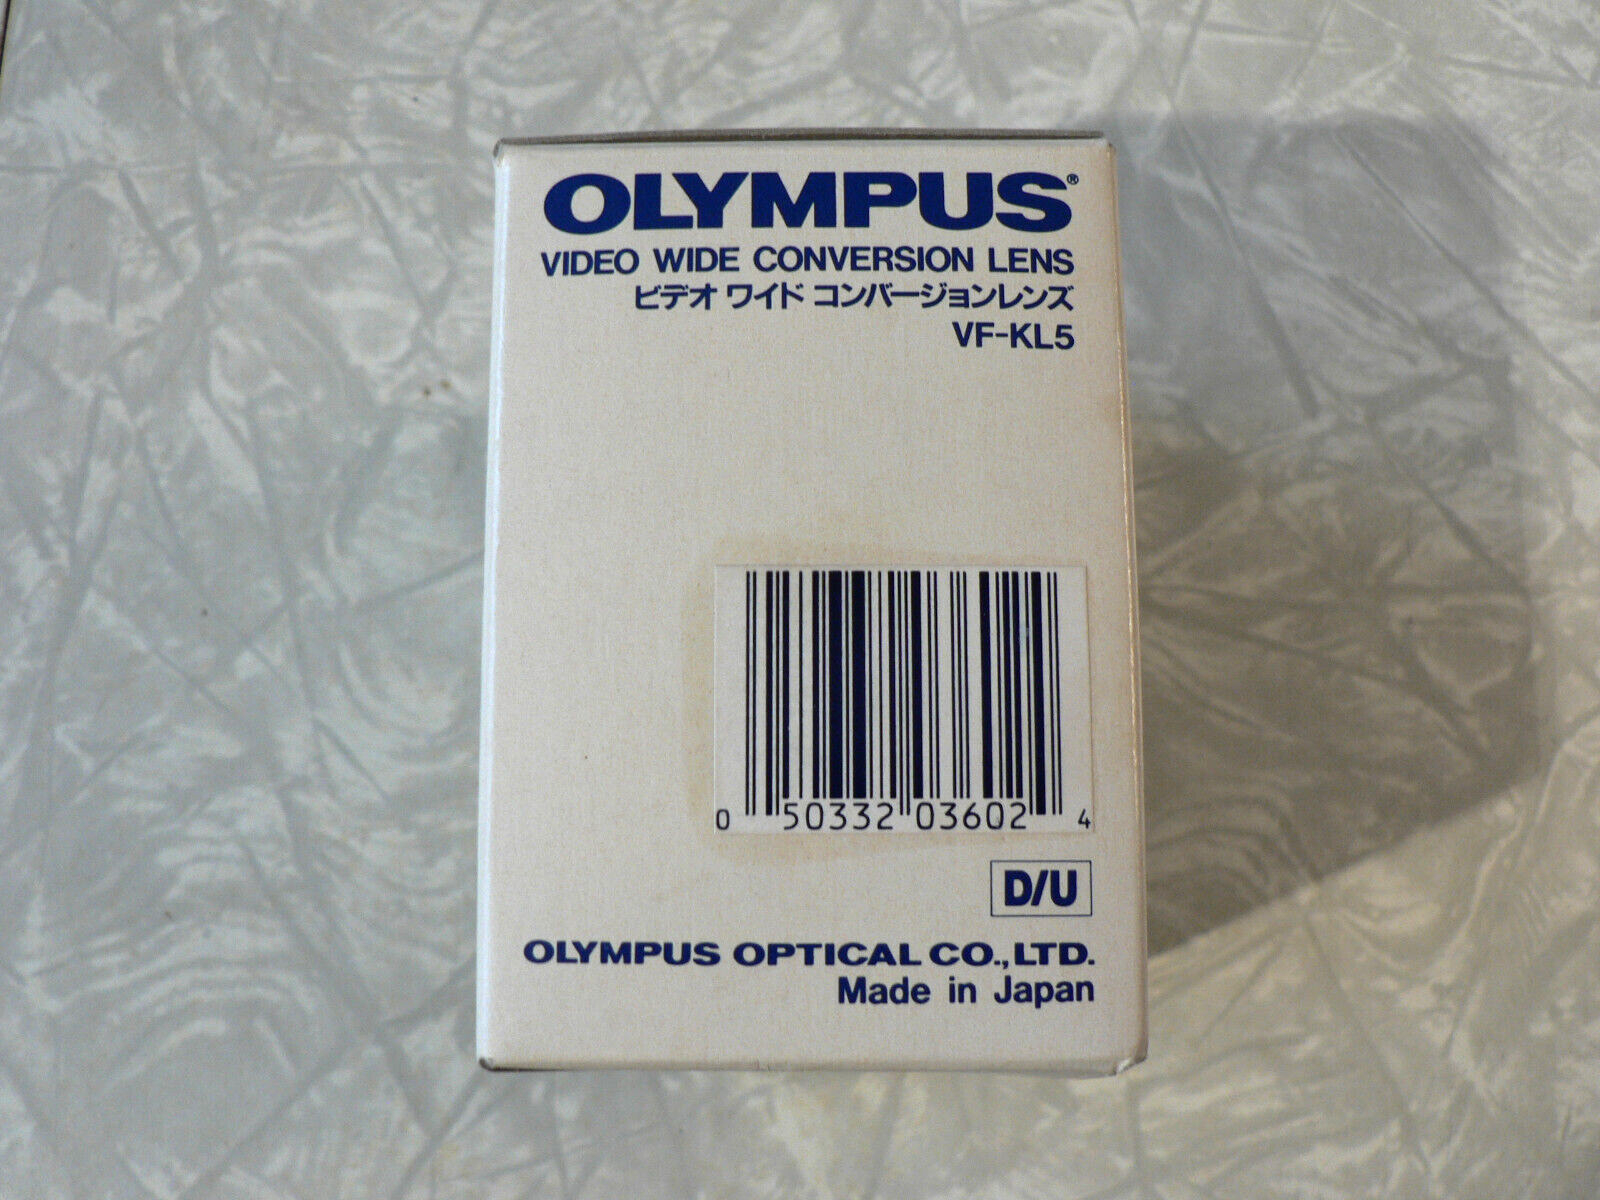 OLYMPUS®
VIDEO WIDE CONVERSION LENS
ビデオ ワイド コンバージョンレンズ
VF-KL5
0 50332 03602 4
D/U
OLYMPUS OPTICAL CO.,LTD.
Made in Japan